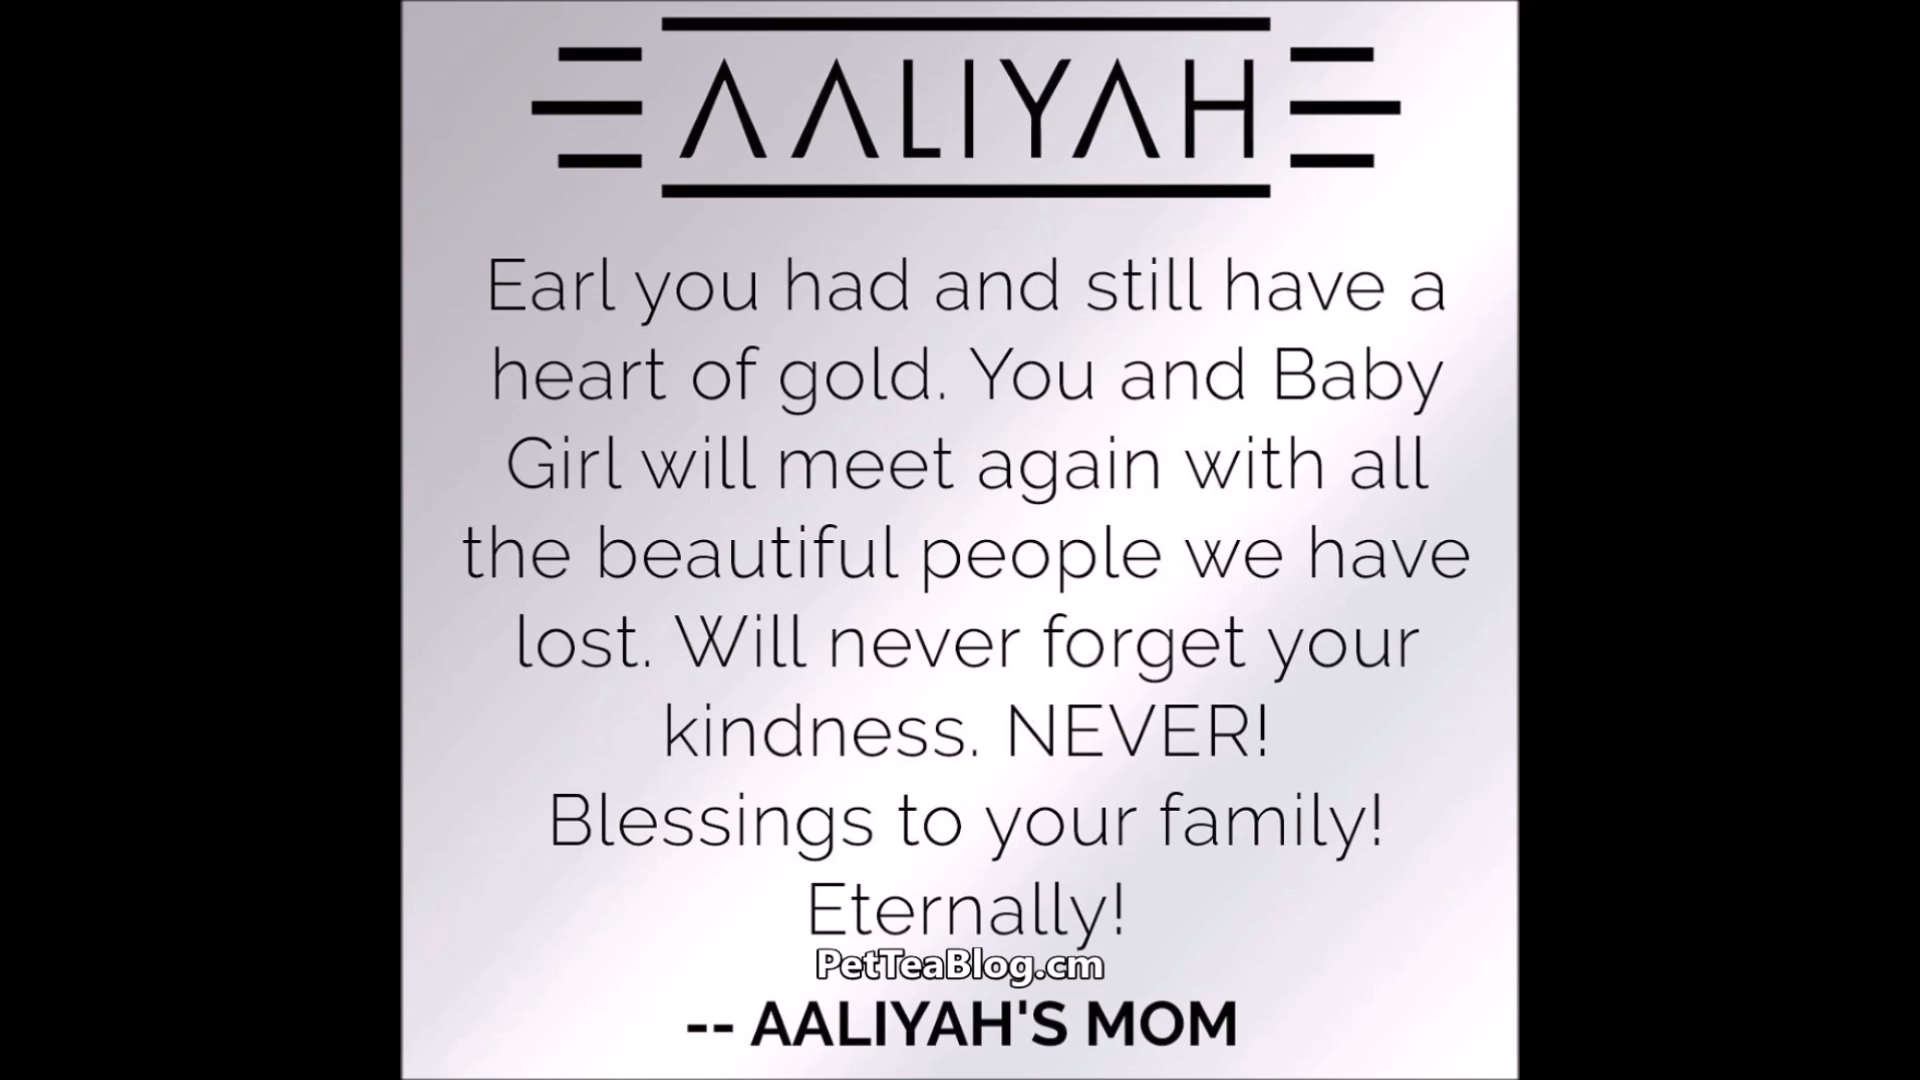 AALIYAH
Earl you had and still have a
heart of gold. You and Baby
Girl will meet again with all
the beautiful people we have
lost. Will never forget your
kindness. NEVER!
Blessings to your family!
Eternally!
PetTeaBlog.cm
-- AALIYAH'S MOM